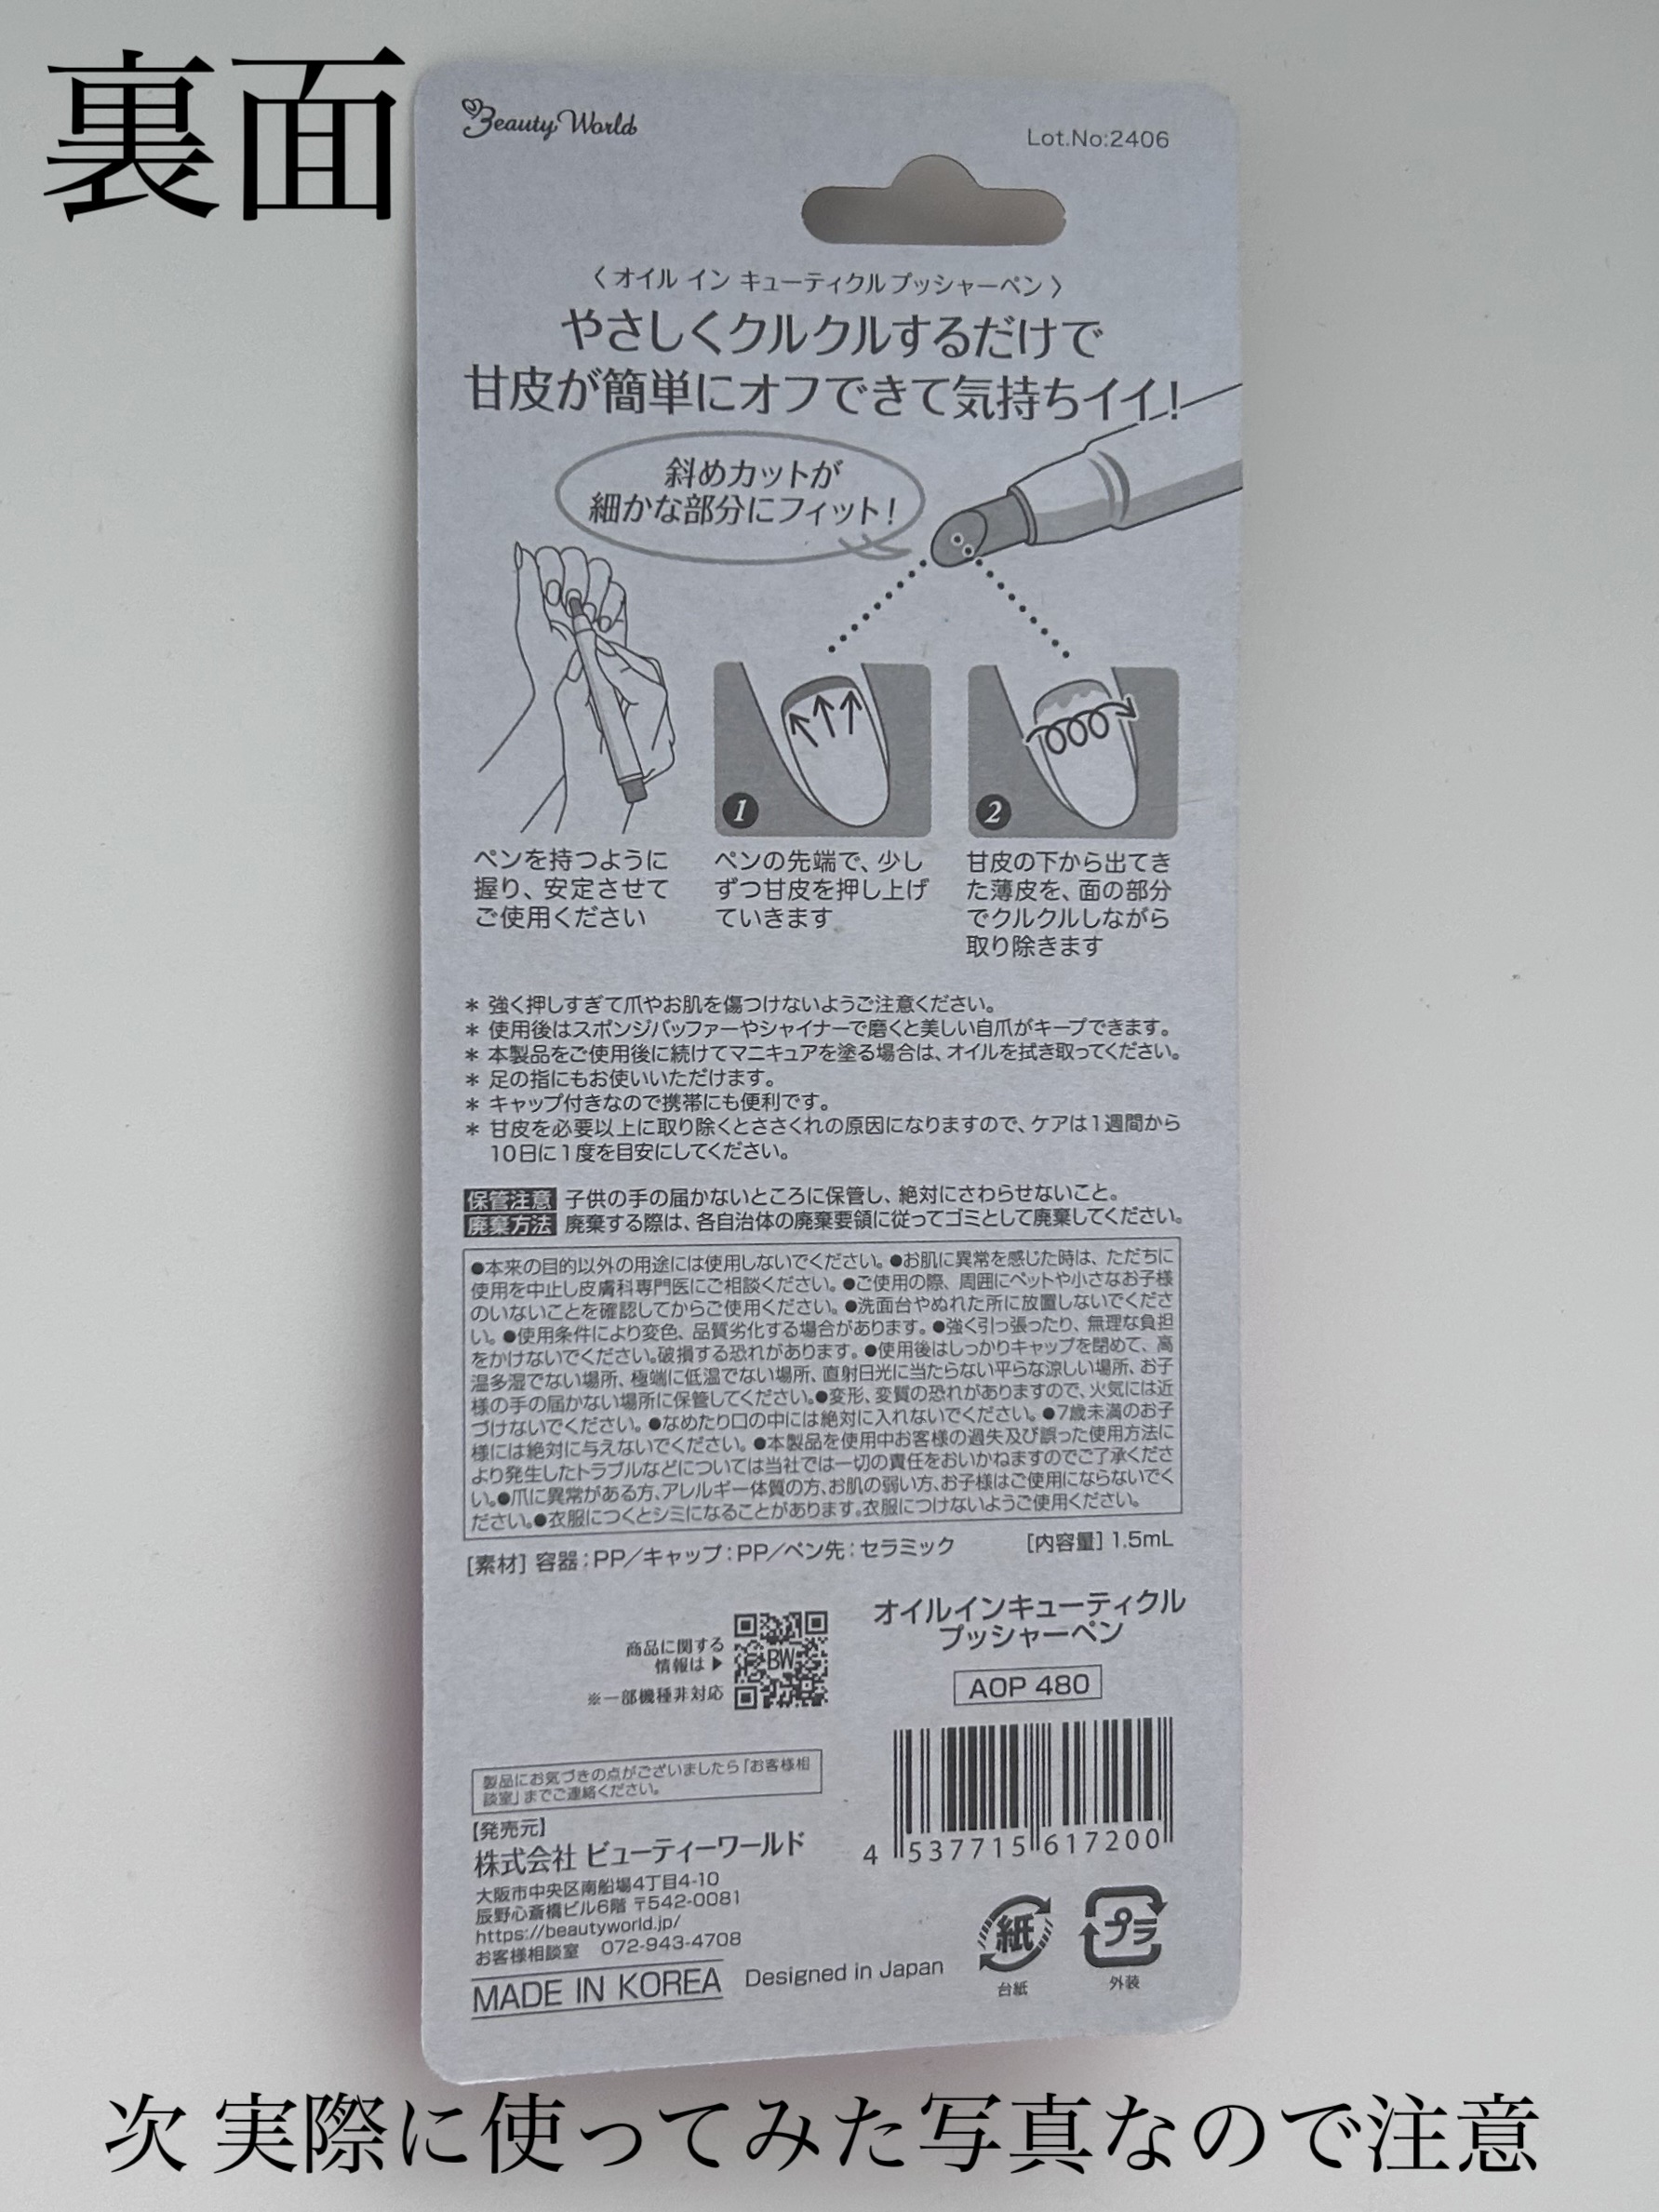 裏面
Beauty World
Lot.No:2406
〈オイル イン キューティクル プッシャーペン〉
やさしくクルクルするだけで
甘皮が簡単にオフできて気持ちイイ!
斜めカットが
細かな部分にフィット!
ペンを持つように
握り、安定させて
ご使用ください
1
ペンの先端で、少し
ずつ甘皮を押し上げ
ていきます
2
甘皮の下から出てき
た薄皮を、面の部分
でクルクルしながら
取り除きます
＊ 強く押しすぎて爪やお肌を傷つけないようご注意ください。
＊ 使用後はスポンジバッファーやシャイナーで磨くと美しい自爪がキープできます。
＊ 本製品をご使用後に続けてマニキュアを塗る場合は、オイルを拭き取ってください。
＊ 足の指にもお使いいただけます。
＊ キャップ付きなので携帯にも便利です。
＊ 甘皮を必要以上に取り除くとささくれの原因になりますので、ケアは1週間から
10日に1度を目安にしてください。
保管注意 子供の手の届かないところに保管し、絶対にさわらせないこと。
廃棄方法 廃棄する際は、各自治体の廃棄要領に従ってゴミとして廃棄してください。
●本来の目的以外の用途には使用しないでください。●お肌に異常を感じた時は、ただちに
使用を中止し皮膚科専門医にご相談ください。●ご使用の際、周囲にペットや小さなお子様
のいないことを確認してからご使用ください。●洗面台やぬれた所に放置しないでくださ
い。●使用条件により変色、品質劣化する場合があります。●強く引っ張ったり、無理な負担
をかけないでください。破損する恐れがあります。●使用後はしっかりキャップを閉めて、高
温多湿でない場所、極端に低温でない場所、直射日光に当たらない平らな涼しい場所、お子
様の手の届かない場所に保管してください。●変形、変質の恐れがありますので、火気には近
づけないでください。●なめたり口の中には絶対に入れないでください。●7歳未満のお子
様には絶対に与えないでください。●本製品を使用中お客様の過失及び誤った使用方法に
より発生したトラブルなどについては当社では一切の責任をおいかねますのでご了承くださ
い。●爪に異常がある方、アレルギー体質の方、お肌の弱い方、お子様はご使用にならないでく
ださい。●衣服につくとシミになることがあります。衣服につけないようご使用ください。
[素材] 容器:PP／キャップ:PP／ペン先:セラミック [内容量] 1.5mL
商品に関する
情報は▶
※一部機種非対応
BW
オイルインキューティクル
プッシャーペン
AOP 480
製品にお気づきの点がございましたら「お客様相
談室」までご連絡ください。
【発売元】
株式会社 ビューティーワールド
大阪市中央区南船場4丁目4-10
辰野心斎橋ビル6階 〒542-0081
https://beautyworld.jp/
お客様相談室 072-943-4708
MADE IN KOREA Designed in Japan
4 537715 617200
紙
台紙
プラ
外装
次 実際に使ってみた写真なので注意